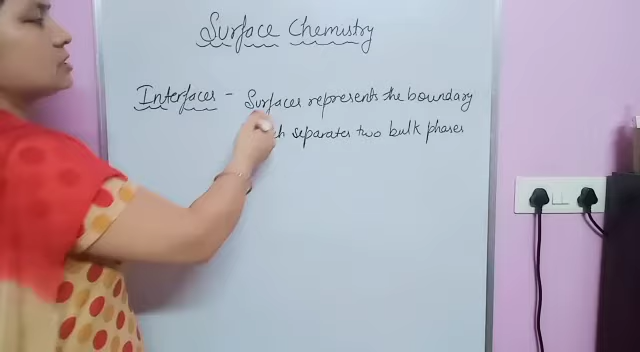 Surface Chemistry
Interfaces - Surfaces represents the boundary
separates two bulk phases